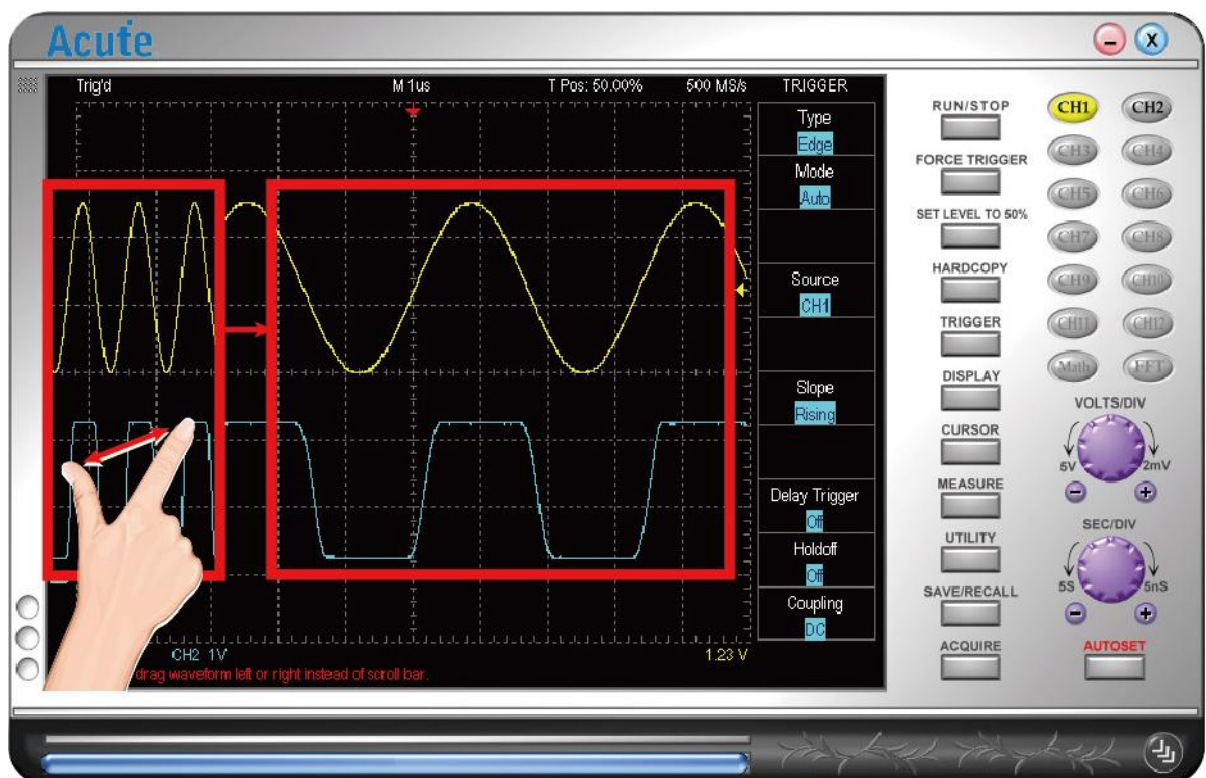 Acute
Trig'd M 1us T Pos: 50.00% 500 MS/s TRIGGER
Type
Edge
Mode
Auto
Source
CH1
Slope
Rising
Delay Trigger
Off
Holdoff
Off
Coupling
DC
CH2 1V 1.23 V
drag waveform left or right instead of scroll bar.
RUN/STOP
FORCE TRIGGER
SET LEVEL TO 50%
HARDCOPY
TRIGGER
DISPLAY
CURSOR
MEASURE
UTILITY
SAVE/RECALL
ACQUIRE
X
CH1 CH2
CH3 CH4
CH5 CH6
CH7 CH8
CH9 CH10
CH11 CH12
Math FFT
VOLTS/DIV
5V 2mV
SEC/DIV
5S 5nS
AUTOSET